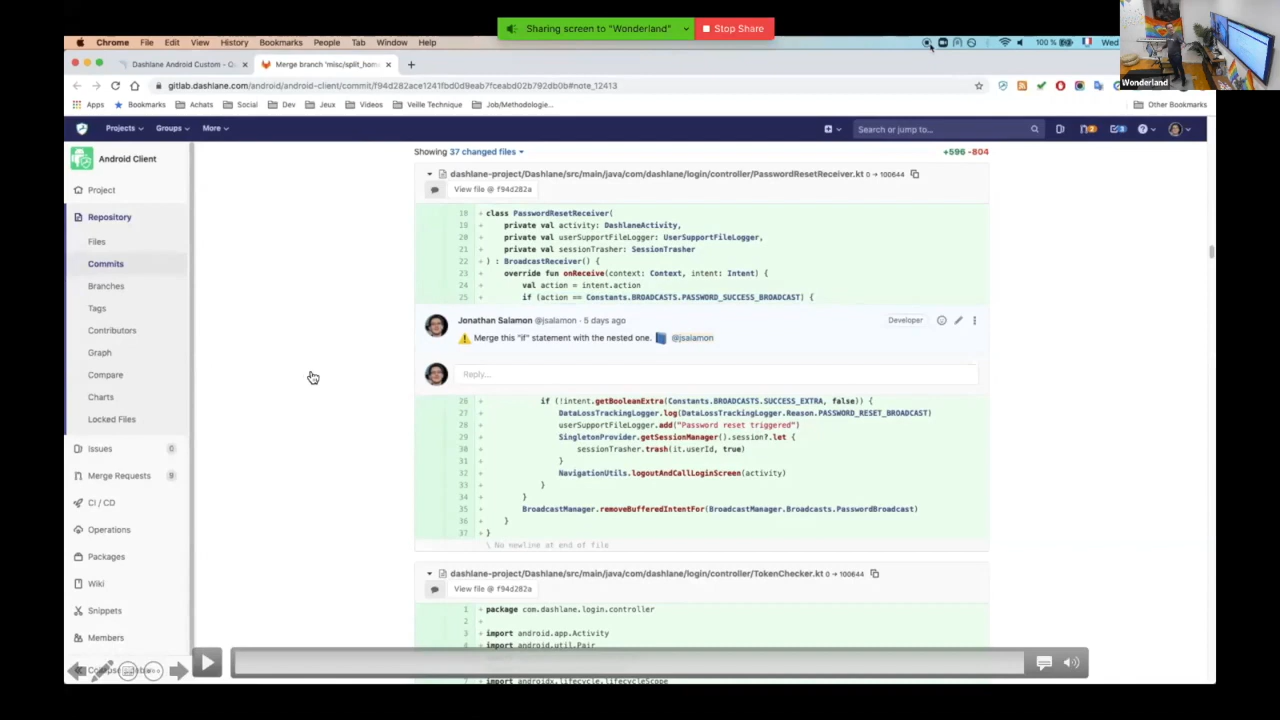 Sharing screen to "Wonderland"
Stop Share
Chrome File Edit View History Bookmarks People Tab Window Help
100 % Wed
Wonderland
Dashlane Android Custom - Q
Merge branch 'misc/split_hom
gitlab.dashlane.com/android/android-client/commit/f94d282ace1241fbd0d9eab7fceabd02b792db0b#note_12413
Apps Bookmarks Achats Social Dev Jeux Videos Veille Technique Job/Methodologie... Other Bookmarks
Projects Groups More Search or jump to...
Android Client
Project
Repository
Files
Commits
Branches
Tags
Contributors
Graph
Compare
Charts
Locked Files
Issues 0
Merge Requests 9
CI / CD
Operations
Packages
Wiki
Snippets
Members
Showing 37 changed files +596 -804
dashlane-project/Dashlane/src/main/java/com/dashlane/login/controller/PasswordResetReceiver.kt 0 → 100644
View file @ f94d282a
18 + class PasswordResetReceiver(
19 + private val activity: DashlaneActivity,
20 + private val userSupportFileLogger: UserSupportFileLogger,
21 + private val sessionTrasher: SessionTrasher
22 + ) : BroadcastReceiver() {
23 + override fun onReceive(context: Context, intent: Intent) {
24 + val action = intent.action
25 + if (action == Constants.BROADCASTS.PASSWORD_SUCCESS_BROADCAST) {
Jonathan Salamon @jsalamon · 5 days ago Developer
Merge this "if" statement with the nested one. @jsalamon
Reply...
26 + if (!intent.getBooleanExtra(Constants.BROADCASTS.SUCCESS_EXTRA, false)) {
27 + DataLossTrackingLogger.log(DataLossTrackingLogger.Reason.PASSWORD_RESET_BROADCAST)
28 + userSupportFileLogger.add("Password reset triggered")
29 + SingletonProvider.getSessionManager().session?.let {
30 + sessionTrasher.trash(it.userId, true)
31 + }
32 + NavigationUtils.logoutAndCallLoginScreen(activity)
33 + }
34 + }
35 + BroadcastManager.removeBufferedIntentFor(BroadcastManager.Broadcasts.PasswordBroadcast)
36 + }
37 + }
\ No newline at end of file
dashlane-project/Dashlane/src/main/java/com/dashlane/login/controller/TokenChecker.kt 0 → 100644
View file @ f94d282a
1 + package com.dashlane.login.controller
2 +
3 + import android.app.Activity
4 + import android.util.Pair
7 import androidx.lifecycle.lifecycleScope